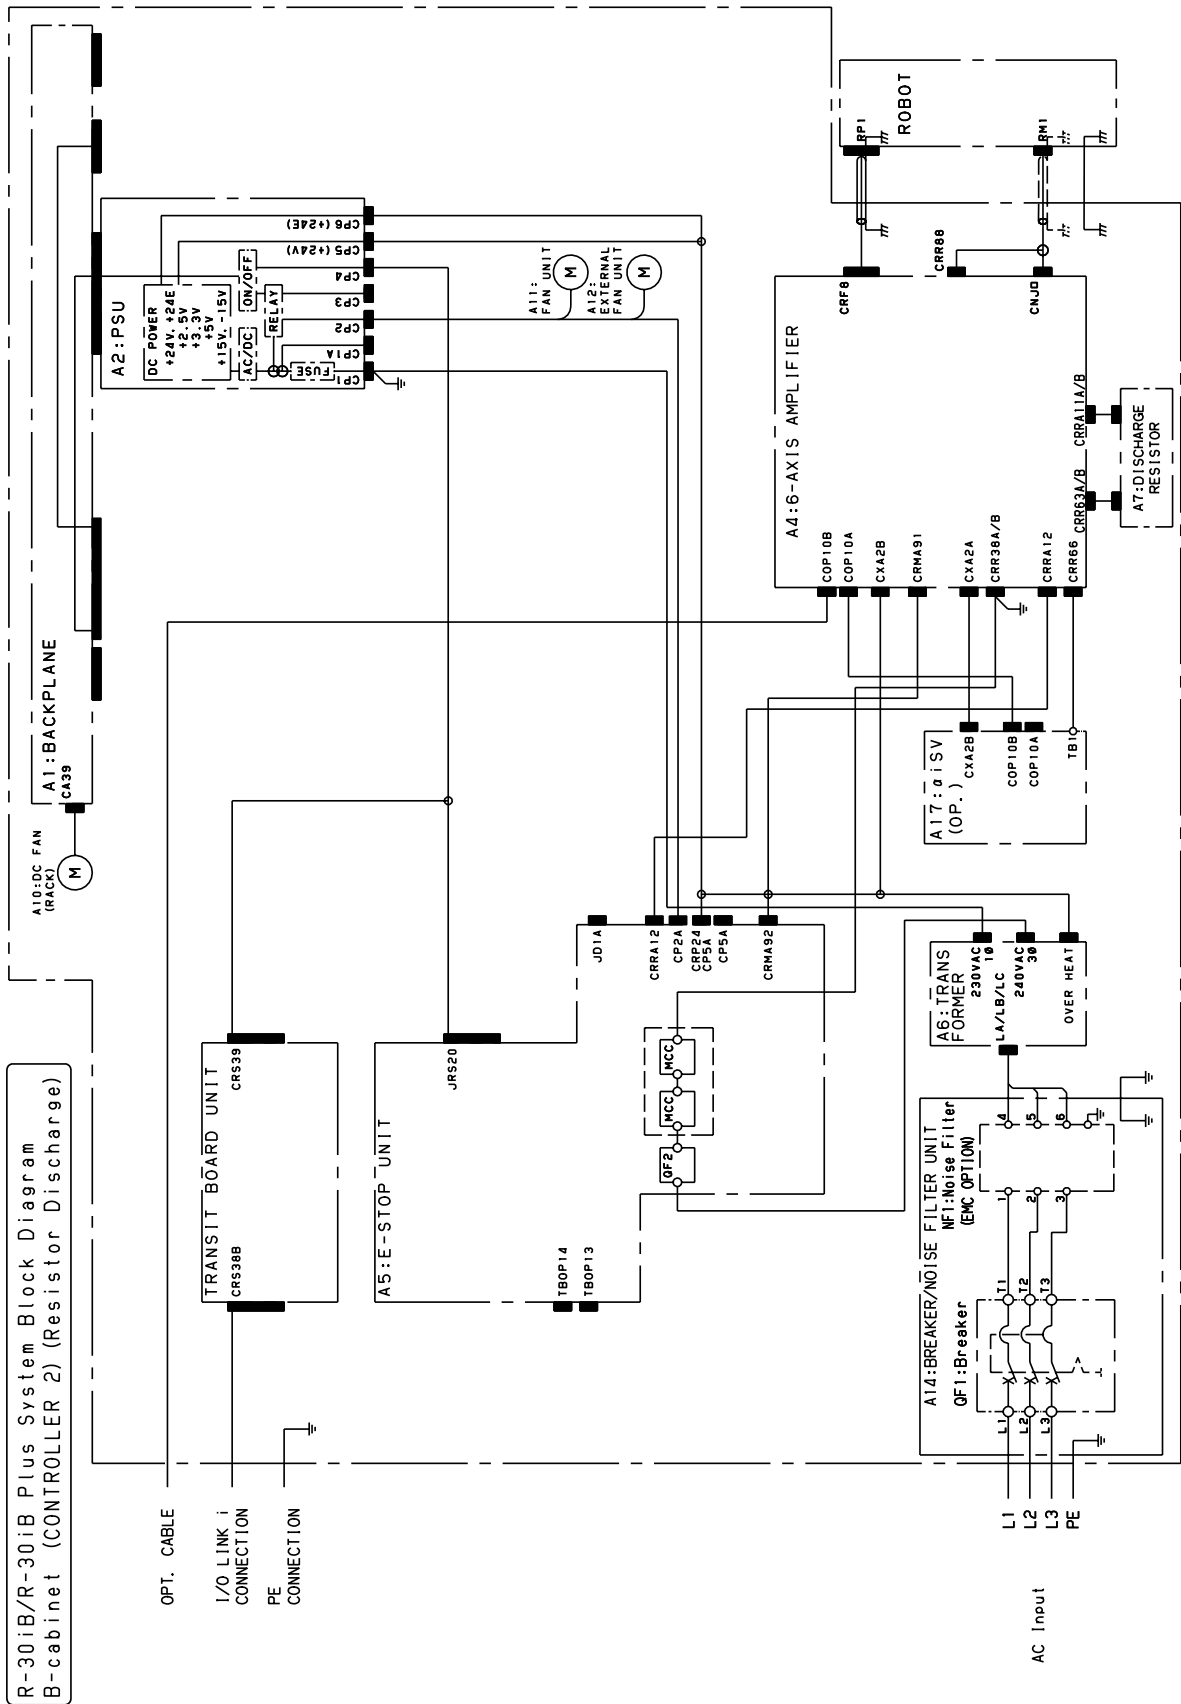 R-30iB/R-30iB Plus System Block Diagram
B-cabinet (CONTROLLER 2) (Resistor Discharge)
A10:DC FAN
(RACK)
M
CA39
A1:BACKPLANE
A2:PSU
DC POWER
+24V, +24E
+2.5V
+3.3V
+5V
+15V, -15V
AC/DC
ON/OFF
RELAY
FUSE
CP6 (+24E)
CP5 (+24V)
CP4
CP3
CP2
CP1A
CP1
A11:
FAN UNIT
M
A12:
EXTERNAL
FAN UNIT
M
OPT. CABLE
I/O LINK i
CONNECTION
PE
CONNECTION
TRANSIT BOARD UNIT
CRS38B
CRS39
A5:E-STOP UNIT
JRS20
TBOP14
TBOP13
JD1A
CRRA12
CP2A
CRP24
CP5A
CP5A
CRMA92
QF2
MCC
MCC
A4:6-AXIS AMPLIFIER
COP10B
COP10A
CXA2B
CRMA91
CXA2A
CRR38A/B
CRRA12
CRR66
CRF8
CRR88
CNJ0
CRR63A/B
CRRA11A/B
A7:DISCHARGE
RESISTOR
ROBOT
RP1
RM1
A17:αiSV
(OP.)
CXA2B
COP10B
COP10A
TB1
A6:TRANS
FORMER
230VAC
1Ø
LA/LB/LC
240VAC
3Ø
OVER HEAT
A14:BREAKER/NOISE FILTER UNIT
QF1:Breaker
NF1:Noise Filter
(EMC OPTION)
L1
L2
L3
T1
T2
T3
1
2
3
4
5
6
L1
L2
L3
PE
AC Input